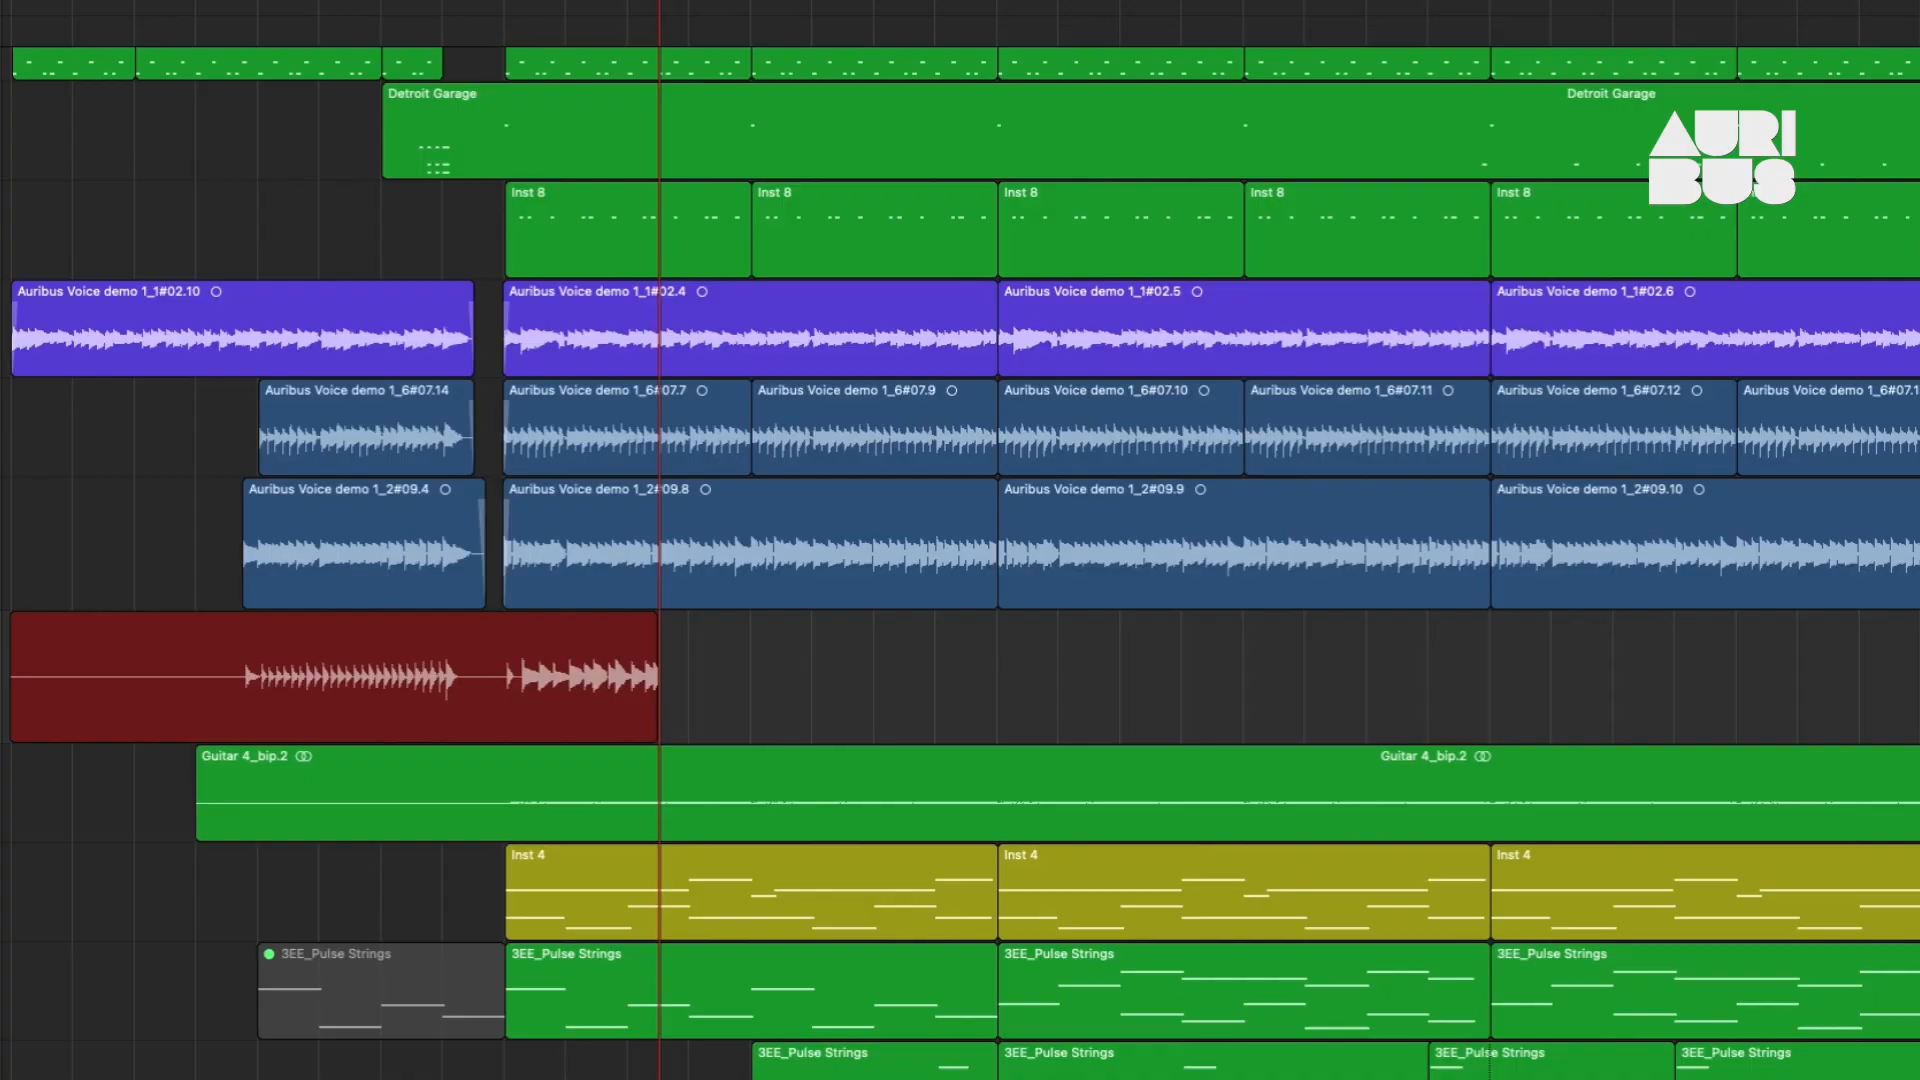 Detroit Garage Detroit Garage
AURI
BUS
Inst 8 Inst 8 Inst 8 Inst 8 Inst 8
Auribus Voice demo 1_1#02.10 Auribus Voice demo 1_1#02.4 Auribus Voice demo 1_1#02.5 Auribus Voice demo 1_1#02.6
Auribus Voice demo 1_6#07.14 Auribus Voice demo 1_6#07.7 Auribus Voice demo 1_6#07.9 Auribus Voice demo 1_6#07.10 Auribus Voice demo 1_6#07.11 Auribus Voice demo 1_6#07.12 Auribus Voice demo 1_6#07.1
Auribus Voice demo 1_2#09.4 Auribus Voice demo 1_2#09.8 Auribus Voice demo 1_2#09.9 Auribus Voice demo 1_2#09.10
Guitar 4_bip.2 Guitar 4_bip.2
Inst 4 Inst 4 Inst 4
3EE_Pulse Strings 3EE_Pulse Strings 3EE_Pulse Strings 3EE_Pulse Strings
3EE_Pulse Strings 3EE_Pulse Strings 3EE_Pulse Strings 3EE_Pulse Strings